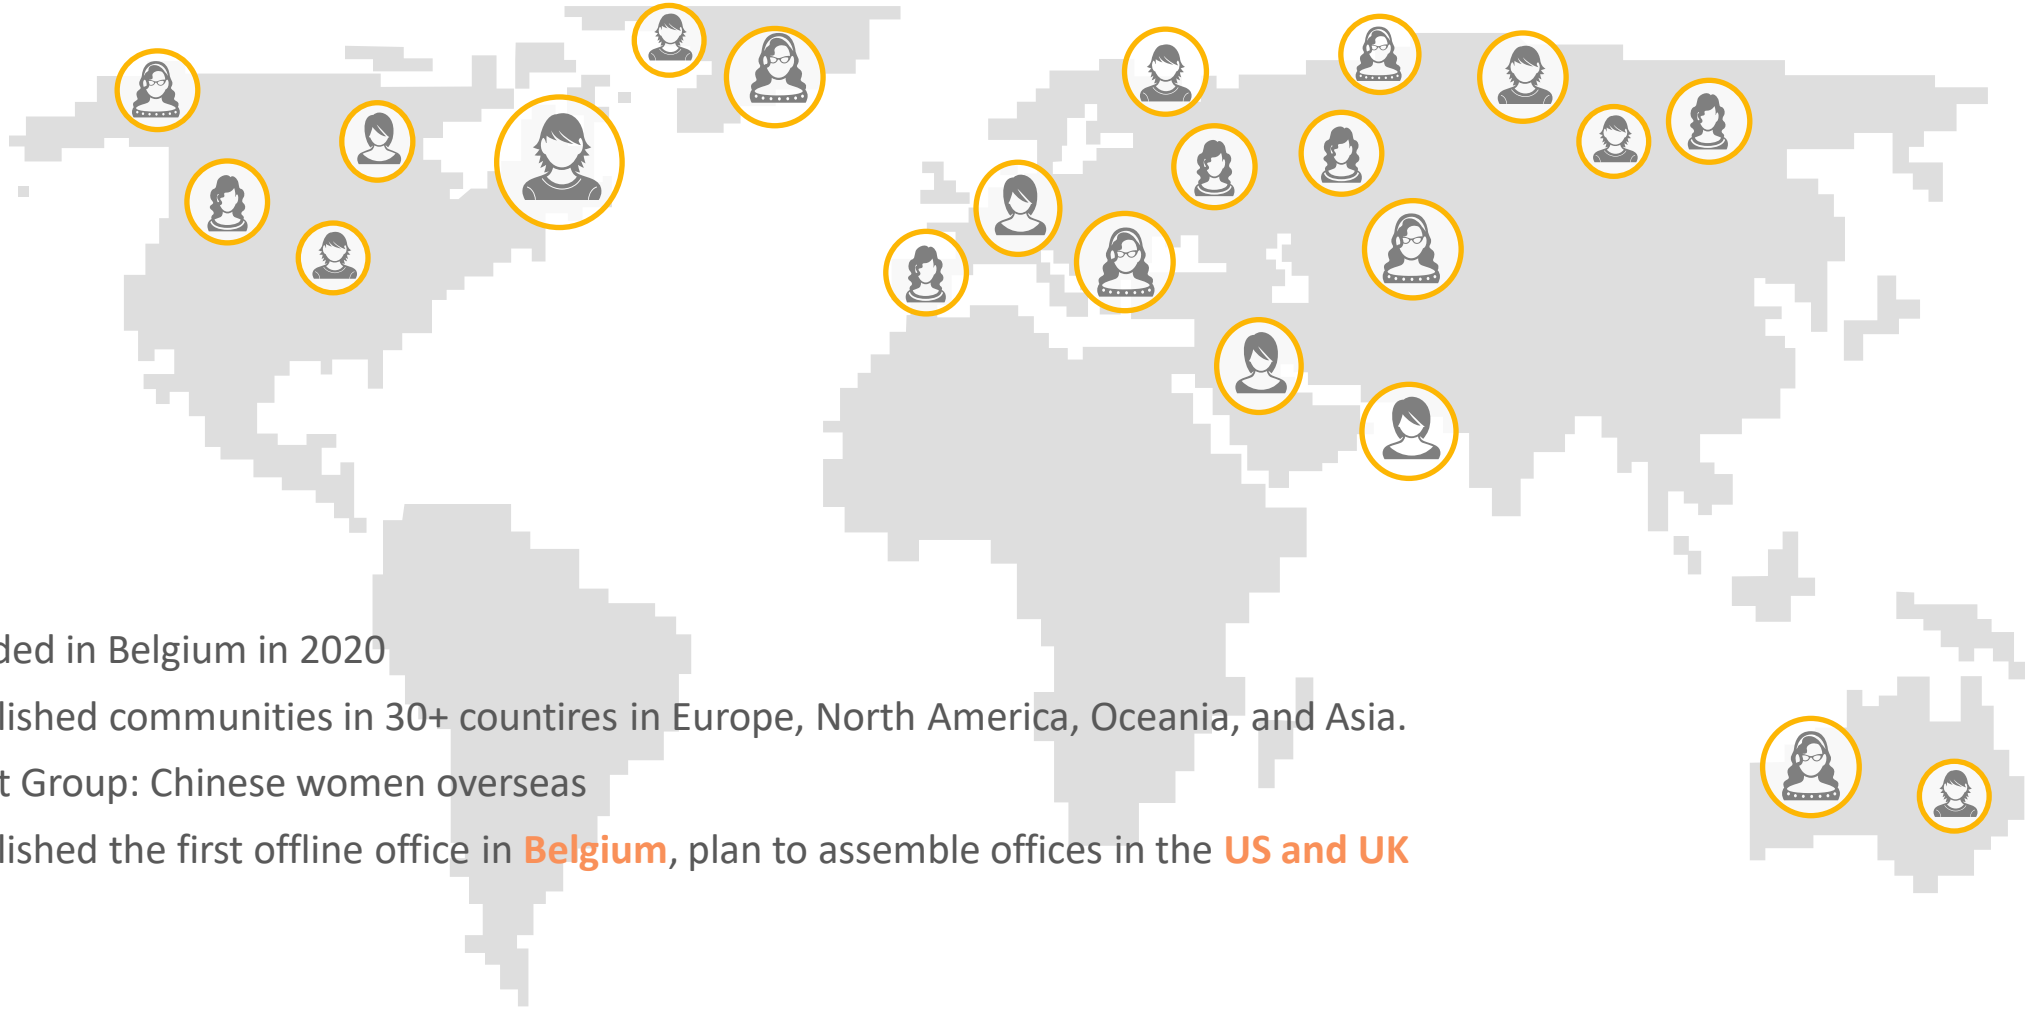 ded in Belgium in 2020
lished communities in 30+ countires in Europe, North America, Oceania, and Asia.
t Group: Chinese women overseas
lished the first offline office in Belgium, plan to assemble offices in the US and UK